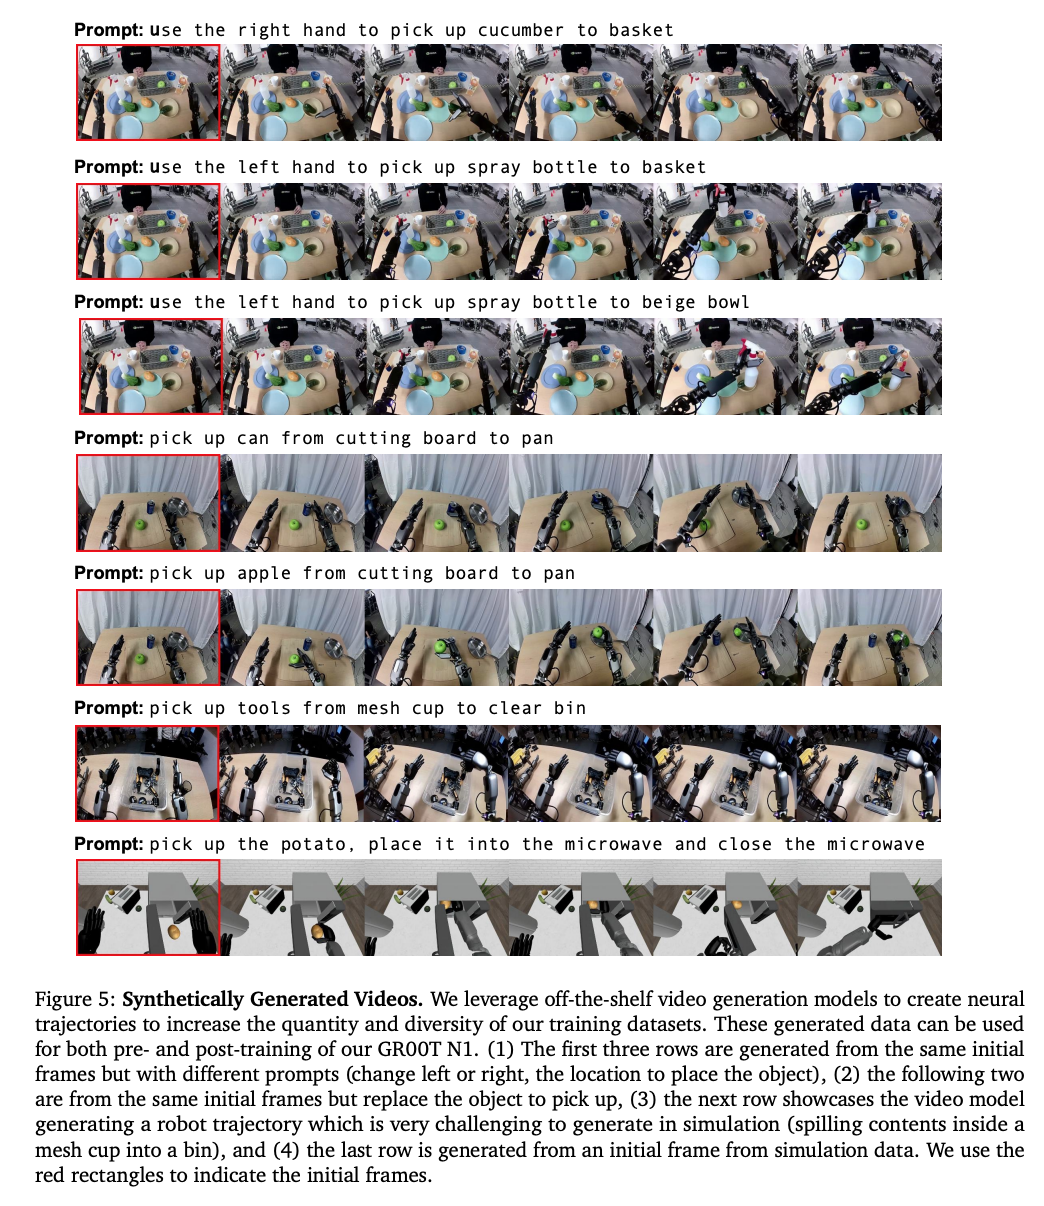 Prompt: use the right hand to pick up cucumber to basket
Prompt: use the left hand to pick up spray bottle to basket
Prompt: use the left hand to pick up spray bottle to beige bowl
Prompt: pick up can from cutting board to pan
Prompt: pick up apple from cutting board to pan
Prompt: pick up tools from mesh cup to clear bin
Prompt: pick up the potato, place it into the microwave and close the microwave
Figure 5: Synthetically Generated Videos. We leverage off-the-shelf video generation models to create neural
trajectories to increase the quantity and diversity of our training datasets. These generated data can be used
for both pre- and post-training of our GR00T N1. (1) The first three rows are generated from the same initial
frames but with different prompts (change left or right, the location to place the object), (2) the following two
are from the same initial frames but replace the object to pick up, (3) the next row showcases the video model
generating a robot trajectory which is very challenging to generate in simulation (spilling contents inside a
mesh cup into a bin), and (4) the last row is generated from an initial frame from simulation data. We use the
red rectangles to indicate the initial frames.